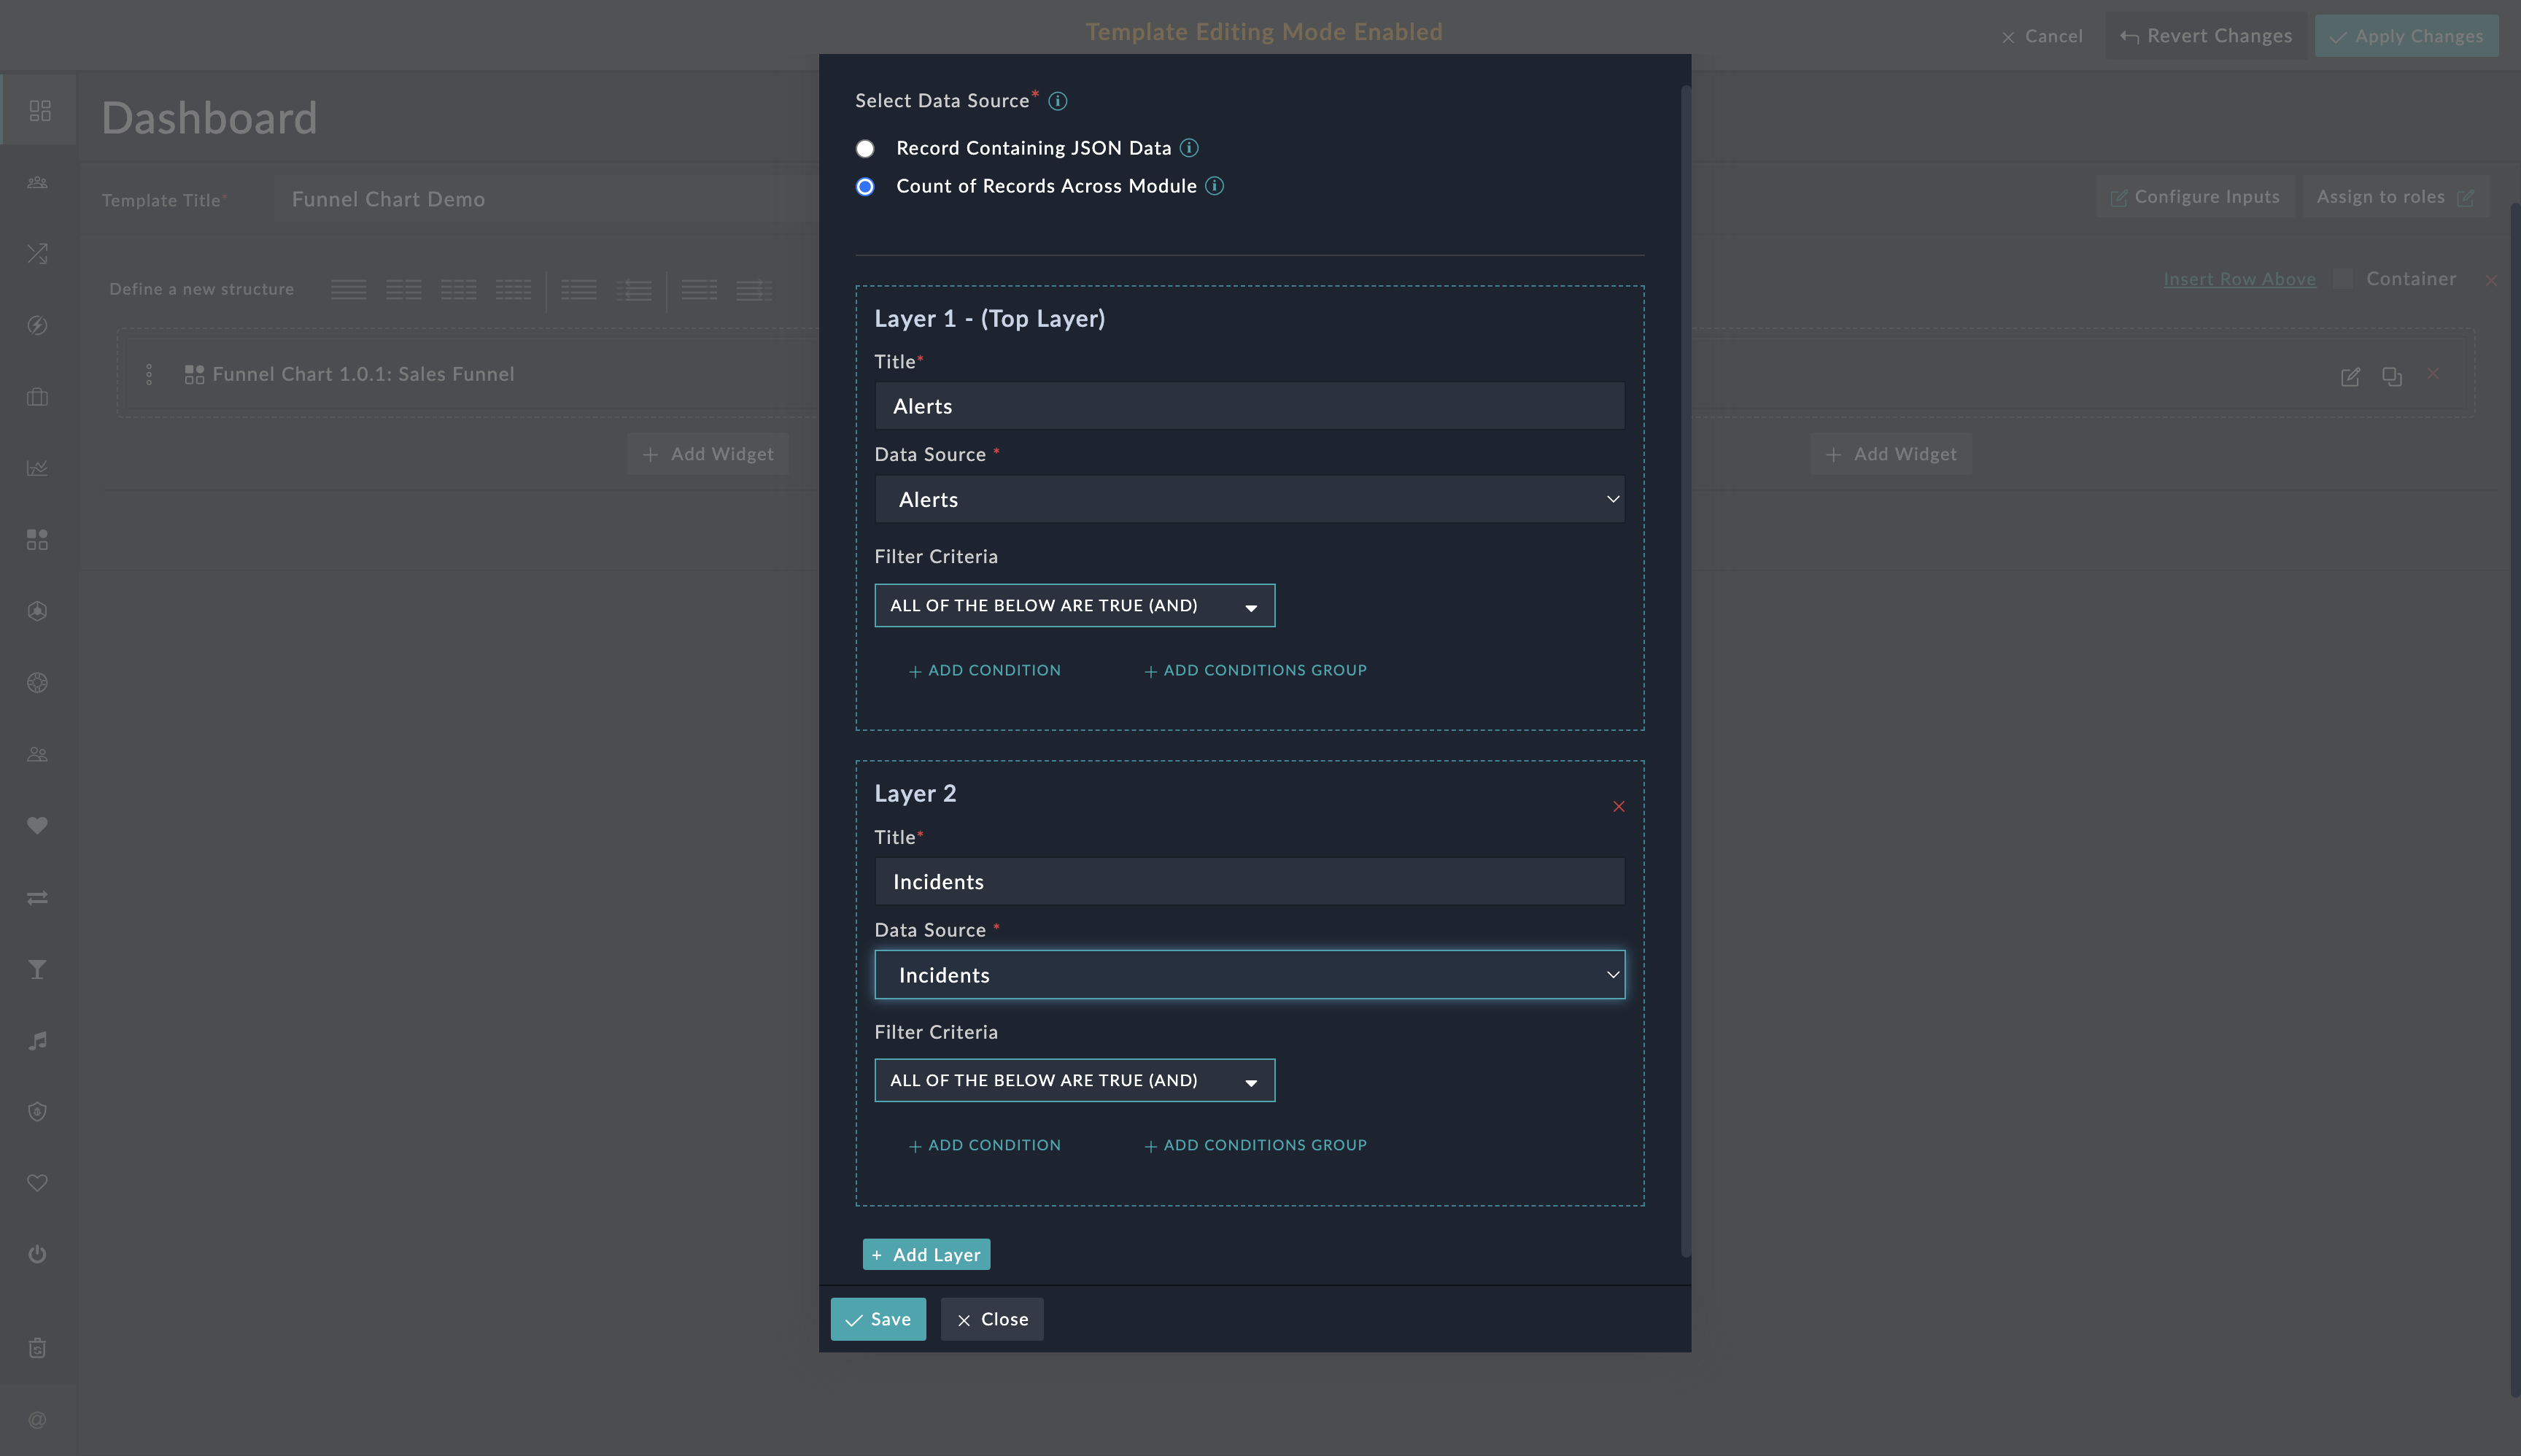 Template Editing Mode Enabled
Cancel
Revert Changes
Apply Changes
Dashboard
Template Title*
Funnel Chart Demo
Configure Inputs
Assign to roles
Define a new structure
Insert Row Above
Container
Funnel Chart 1.0.1: Sales Funnel
+ Add Widget
+ Add Widget
Select Data Source*
Record Containing JSON Data
Count of Records Across Module
Layer 1 - (Top Layer)
Title*
Alerts
Data Source *
Alerts
Filter Criteria
ALL OF THE BELOW ARE TRUE (AND)
+ ADD CONDITION
+ ADD CONDITIONS GROUP
Layer 2
Title*
Incidents
Data Source *
Incidents
Filter Criteria
ALL OF THE BELOW ARE TRUE (AND)
+ ADD CONDITION
+ ADD CONDITIONS GROUP
+ Add Layer
Save
Close